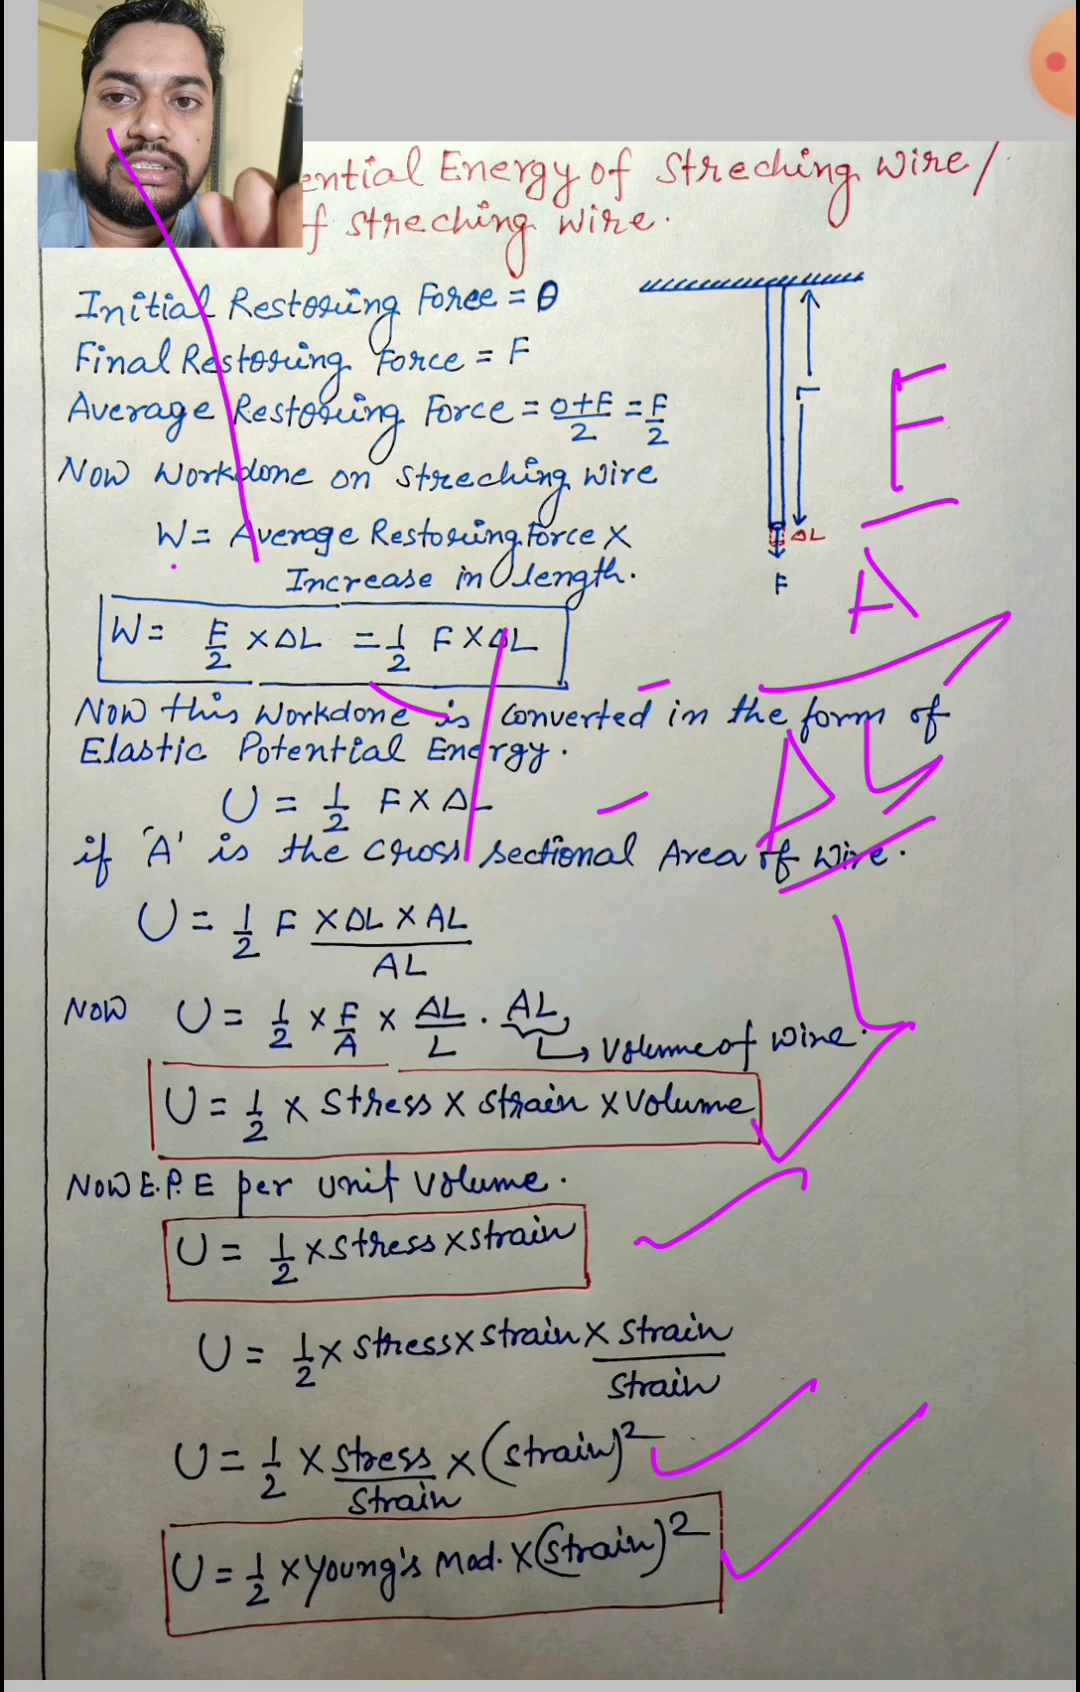 ential Energy of Streching Wire/
f streching Wire.
Initial Restoring Force = 0
Final Restoring Force = F
Average Restoring Force = 0+F/2 = F/2
Now Workdone on streching wire
W = Average Restoring Force ×
Increase in length.
W = F/2 × ΔL = 1/2 F × ΔL
Now this workdone is converted in the form of
Elastic Potential Energy.
U = 1/2 F × ΔL
if 'A' is the cross sectional Area of wire.
U = 1/2 F × ΔL × AL / AL
Now U = 1/2 × F/A × ΔL/L . AL
→ Volume of wire.
U = 1/2 × Stress × strain × Volume
Now E.P.E per unit volume.
U = 1/2 × stress × strain
U = 1/2 × stress × strain × strain/strain
U = 1/2 × stress/strain × (strain)²
U = 1/2 × Young's Mod. × (strain)²
L
ΔL
F
F
A
ΔL